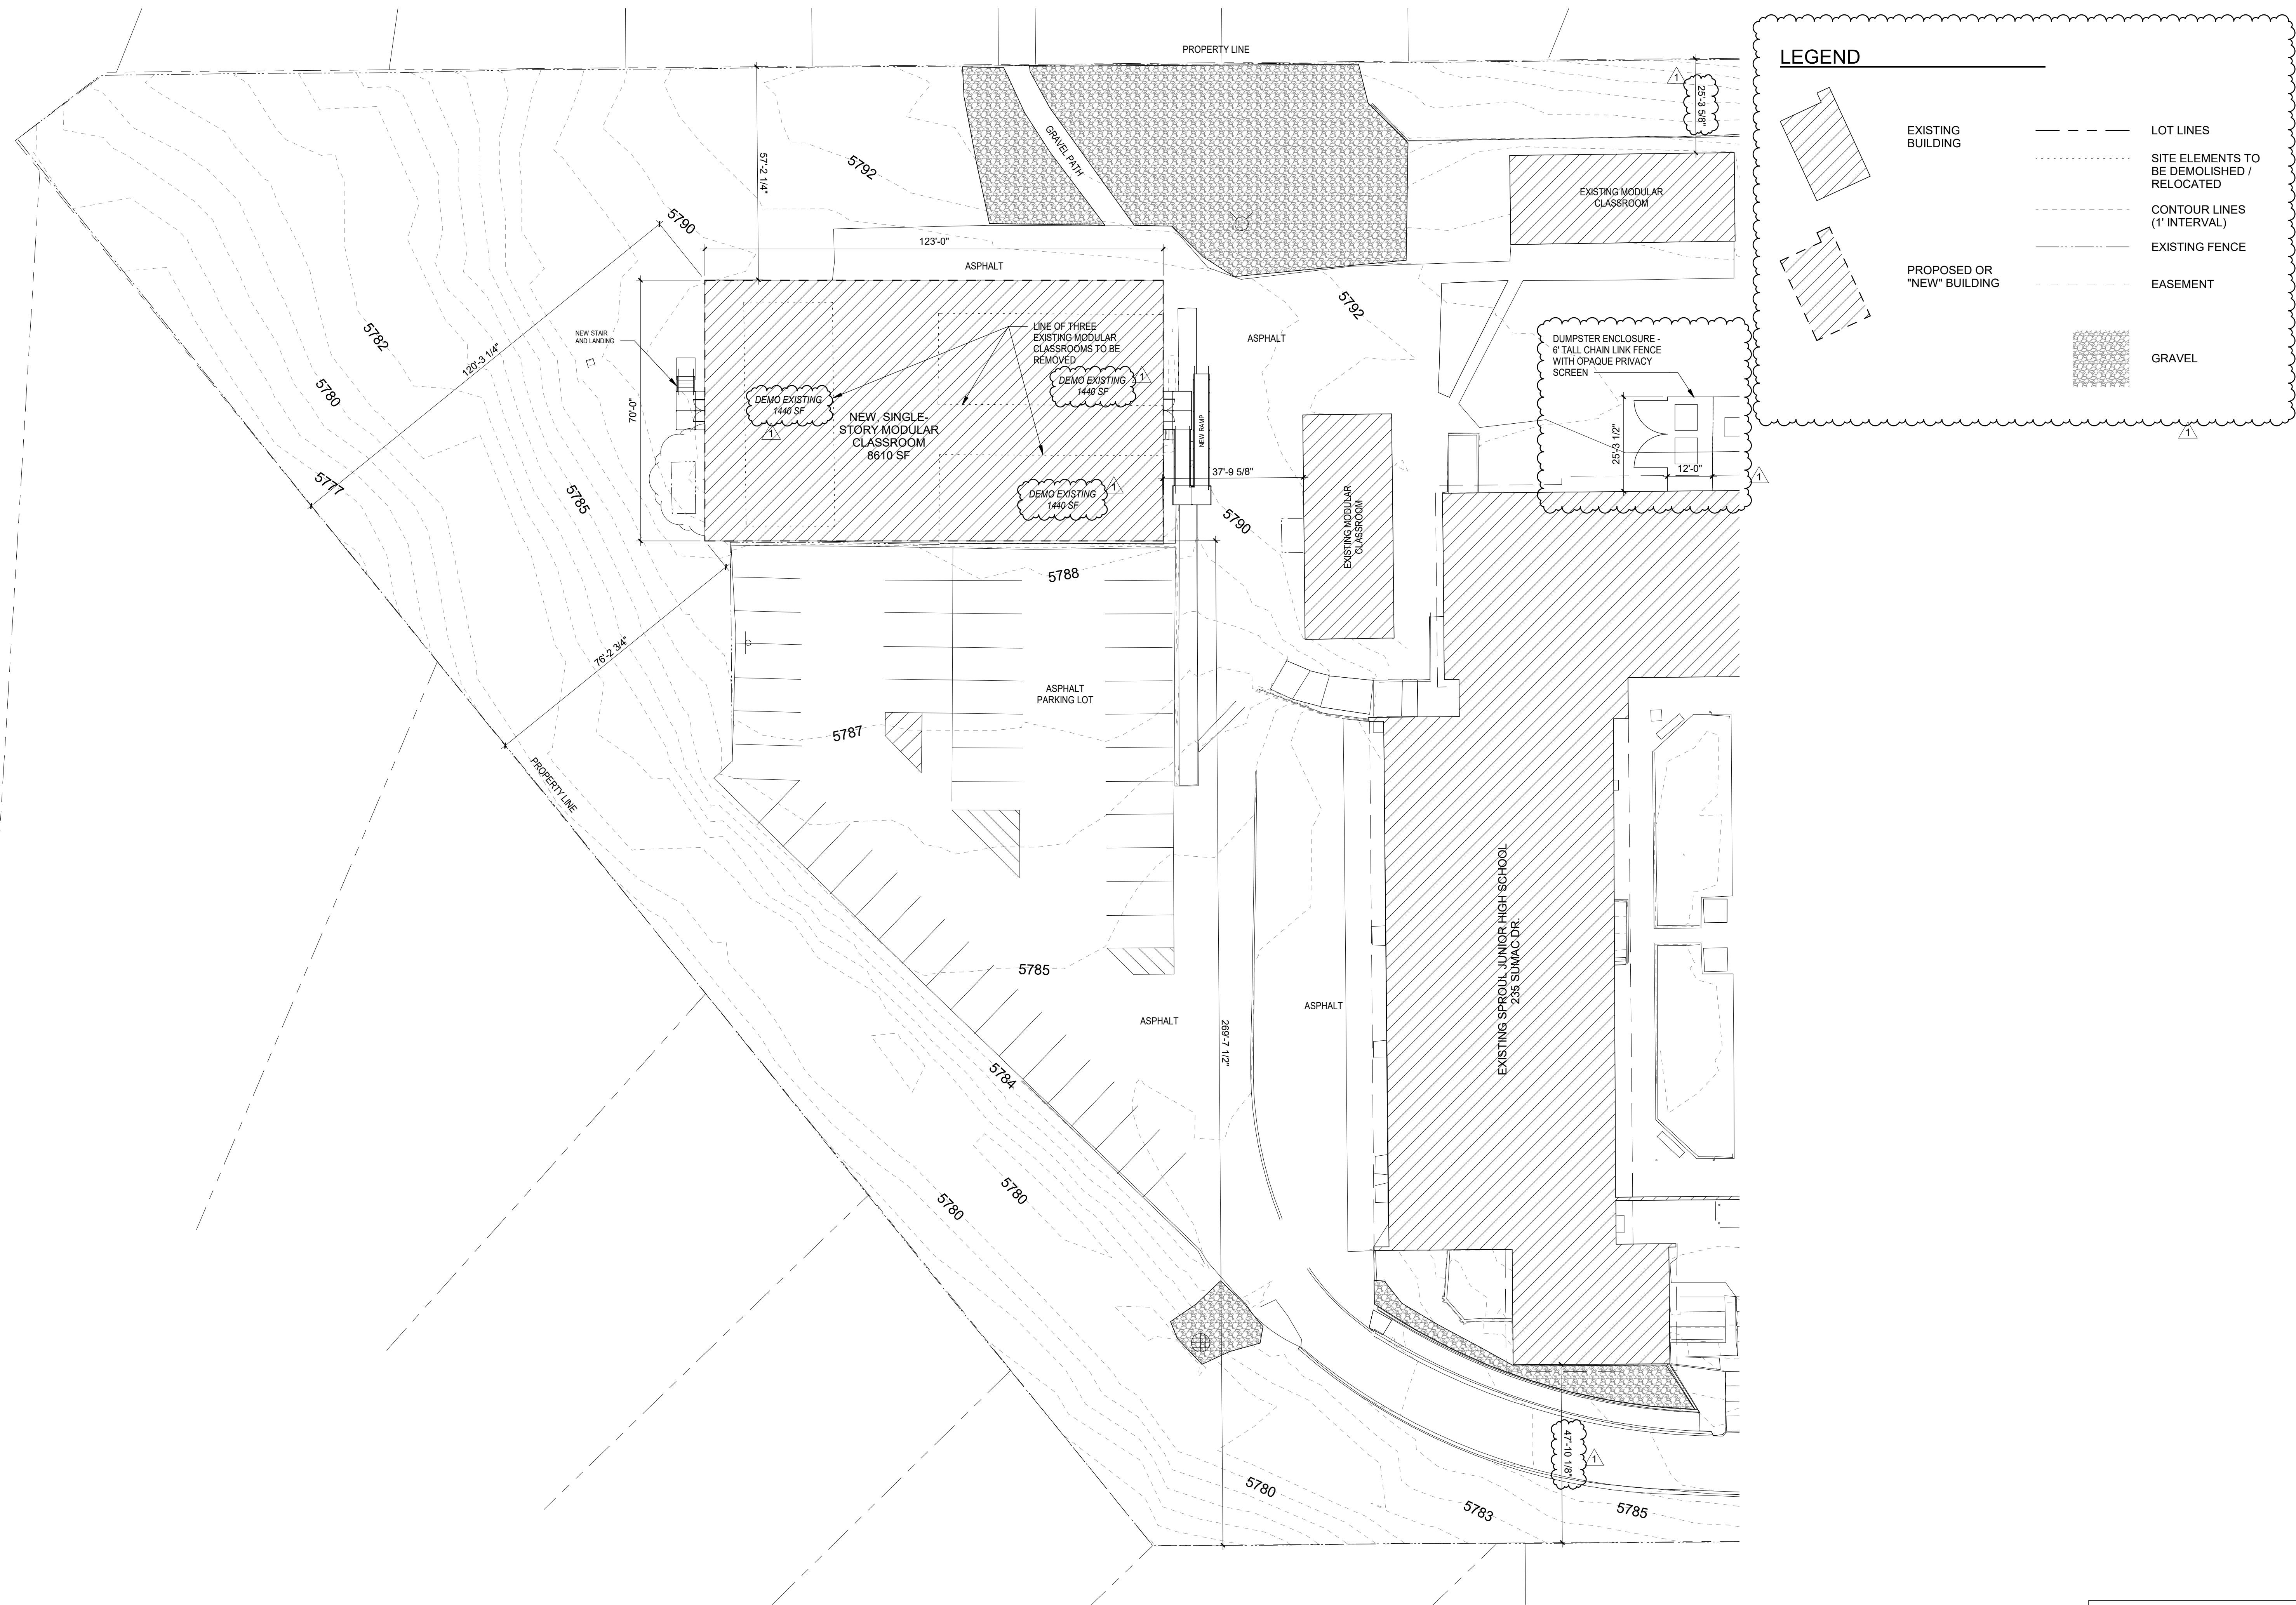 PROPERTY LINE
25'-3 5/8"
1
57'-2 1/4"
GRAVEL PATH
5792
5790
EXISTING MODULAR
CLASSROOM
123'-0"
ASPHALT
5792
5782
5780
5777
5785
120'-3 1/4"
NEW STAIR
AND LANDING
70'-0"
LINE OF THREE
EXISTING MODULAR
CLASSROOMS TO BE
REMOVED
DEMO EXISTING
1440 SF
1
DEMO EXISTING
1440 SF
1
NEW, SINGLE-
STORY MODULAR
CLASSROOM
8610 SF
DEMO EXISTING
1440 SF
1
NEW RAMP
ASPHALT
37'-9 5/8"
EXISTING MODULAR
CLASSROOM
5790
DUMPSTER ENCLOSURE -
6' TALL CHAIN LINK FENCE
WITH OPAQUE PRIVACY
SCREEN
25'-3 1/2"
12'-0"
1
5788
76'-2 3/4"
ASPHALT
PARKING LOT
5787
PROPERTY LINE
5785
ASPHALT
269'-7 1/2"
ASPHALT
EXISTING SPROUL JUNIOR HIGH SCHOOL
235 SUMAC DR.
5784
5780
5780
47'-10 1/8"
1
5780
5783
5785
LEGEND
EXISTING
BUILDING
PROPOSED OR
"NEW" BUILDING
LOT LINES
SITE ELEMENTS TO
BE DEMOLISHED /
RELOCATED
CONTOUR LINES
(1' INTERVAL)
EXISTING FENCE
EASEMENT
GRAVEL
1